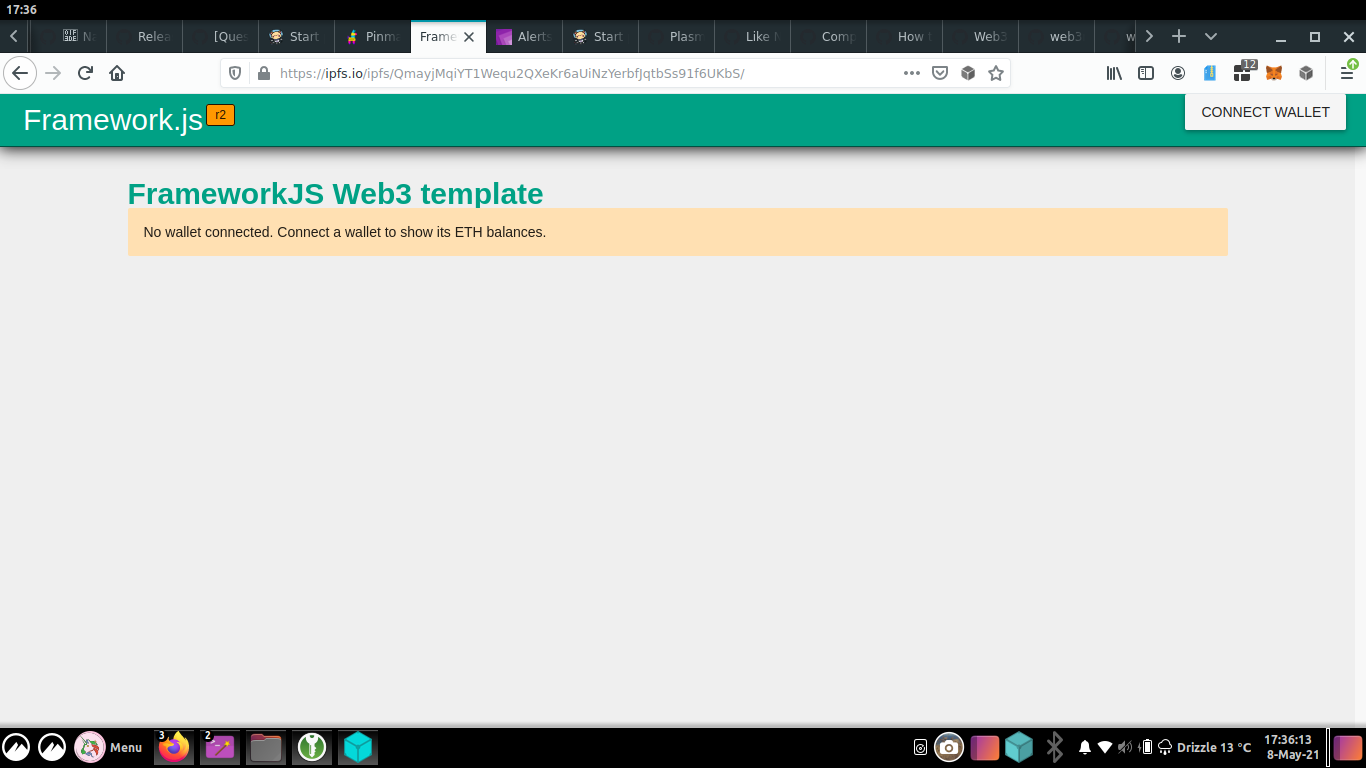 17:36
Relea
[Ques
Start
Pinma
Frame
Alerts
Start
Plasm
Like
Comp
How
Web3
web3
w
https://ipfs.io/ipfs/QmayjMqiYT1Wequ2QXeKr6aUiNzYerbfJqtbSs91f6UKbS/
12
Framework.js
r2
CONNECT WALLET
FrameworkJS Web3 template
No wallet connected. Connect a wallet to show its ETH balances.
Menu
3
2
Drizzle 13 °C
17:36:13
8-May-21